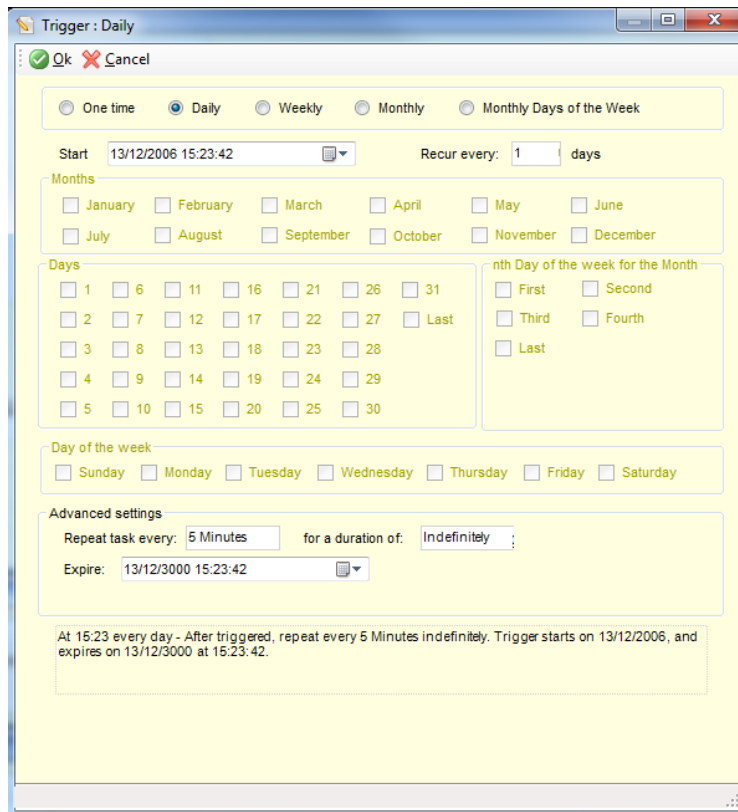 Trigger : Daily
Ok Cancel
One time Daily Weekly Monthly Monthly Days of the Week
Start 13/12/2006 15:23:42 Recur every: 1 days
Months
January February March April May June
July August September October November December
Days
1 6 11 16 21 26 31
2 7 12 17 22 27 Last
3 8 13 18 23 28
4 9 14 19 24 29
5 10 15 20 25 30
nth Day of the week for the Month
First Second
Third Fourth
Last
Day of the week
Sunday Monday Tuesday Wednesday Thursday Friday Saturday
Advanced settings
Repeat task every: 5 Minutes for a duration of: Indefinitely
Expire: 13/12/3000 15:23:42
At 15:23 every day - After triggered, repeat every 5 Minutes indefinitely. Trigger starts on 13/12/2006, and
expires on 13/12/3000 at 15:23:42.